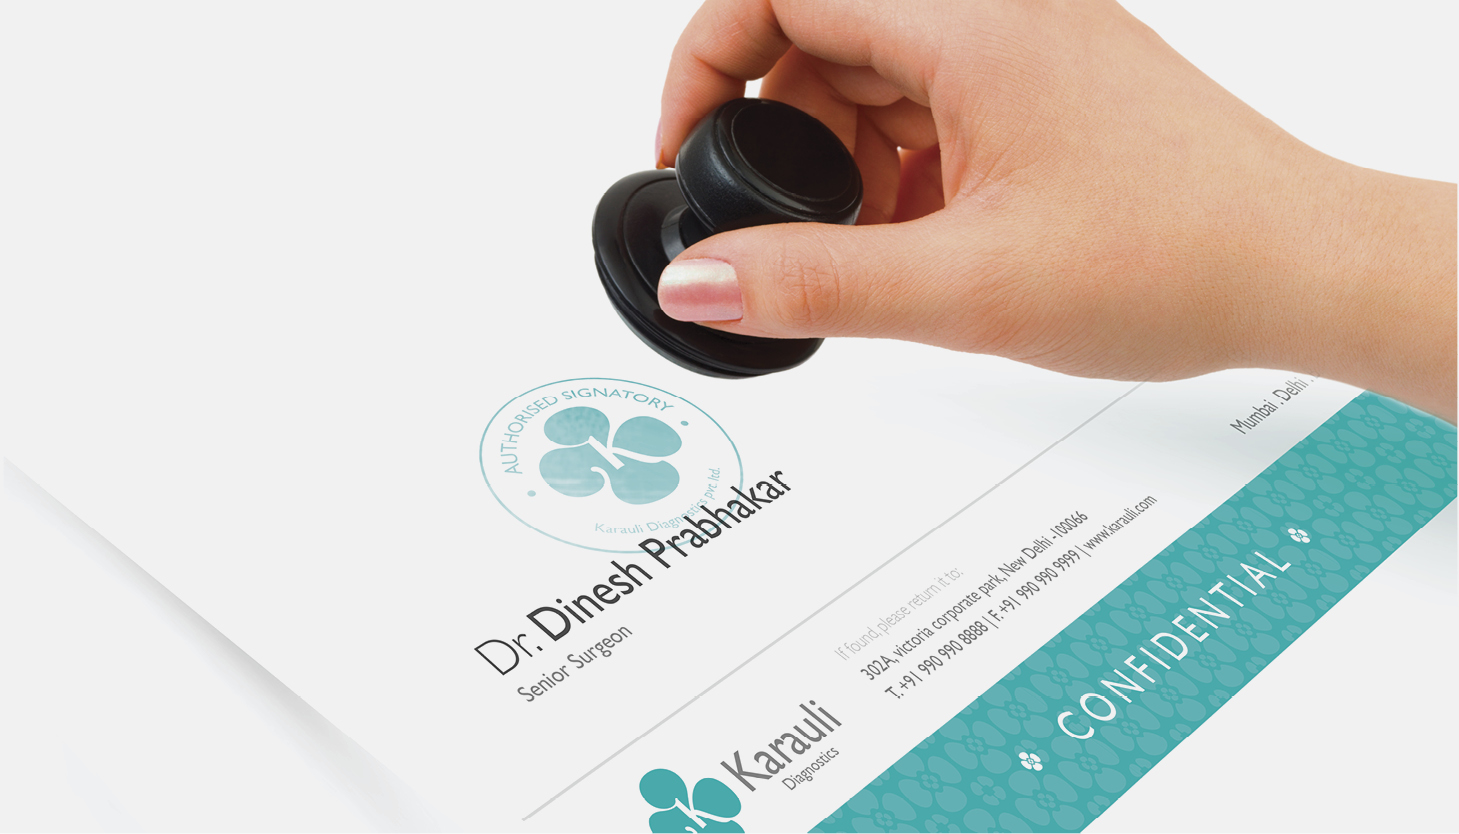 AUTHORISED SIGNATORY
K
Karauli Diagnostics pvt. ltd.
Dr. Dinesh Prabhakar
Senior Surgeon
Mumbai . Delhi .
If found, please return it to:
302A, victoria corporate park, New Delhi -100066
T. +91 990 990 8888 | F. +91 990 990 9999 | www.karauli.com
K
Karauli
Diagnostics
CONFIDENTIAL